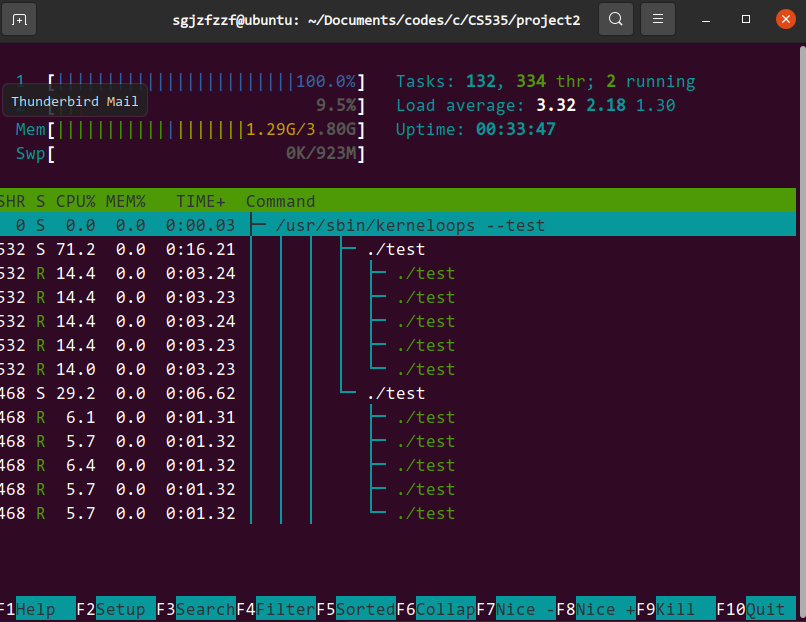 sgjzfzzf@ubuntu: ~/Documents/codes/c/CS535/project2
1 [||||||||||||||||||||||||100.0%] Tasks: 132, 334 thr; 2 running
Thunderbird Mail 9.5%] Load average: 3.32 2.18 1.30
Mem[|||||||||||||||||||1.29G/3.80G] Uptime: 00:33:47
Swp[ 0K/923M]
SHR S CPU% MEM% TIME+ Command
0 S 0.0 0.0 0:00.03 ├─ /usr/sbin/kerneloops --test
532 S 71.2 0.0 0:16.21 │ │ │ ├─ ./test
532 R 14.4 0.0 0:03.24 │ │ │ │ ├─ ./test
532 R 14.4 0.0 0:03.23 │ │ │ │ ├─ ./test
532 R 14.4 0.0 0:03.24 │ │ │ │ ├─ ./test
532 R 14.4 0.0 0:03.23 │ │ │ │ ├─ ./test
532 R 14.0 0.0 0:03.23 │ │ │ │ └─ ./test
468 S 29.2 0.0 0:06.62 │ │ │ └─ ./test
468 R 6.1 0.0 0:01.31 │ │ │ ├─ ./test
468 R 5.7 0.0 0:01.32 │ │ │ ├─ ./test
468 R 6.4 0.0 0:01.32 │ │ │ ├─ ./test
468 R 5.7 0.0 0:01.32 │ │ │ ├─ ./test
468 R 5.7 0.0 0:01.32 │ │ │ └─ ./test
F1Help F2Setup F3SearchF4FilterF5SortedF6CollapF7Nice -F8Nice +F9Kill F10Quit